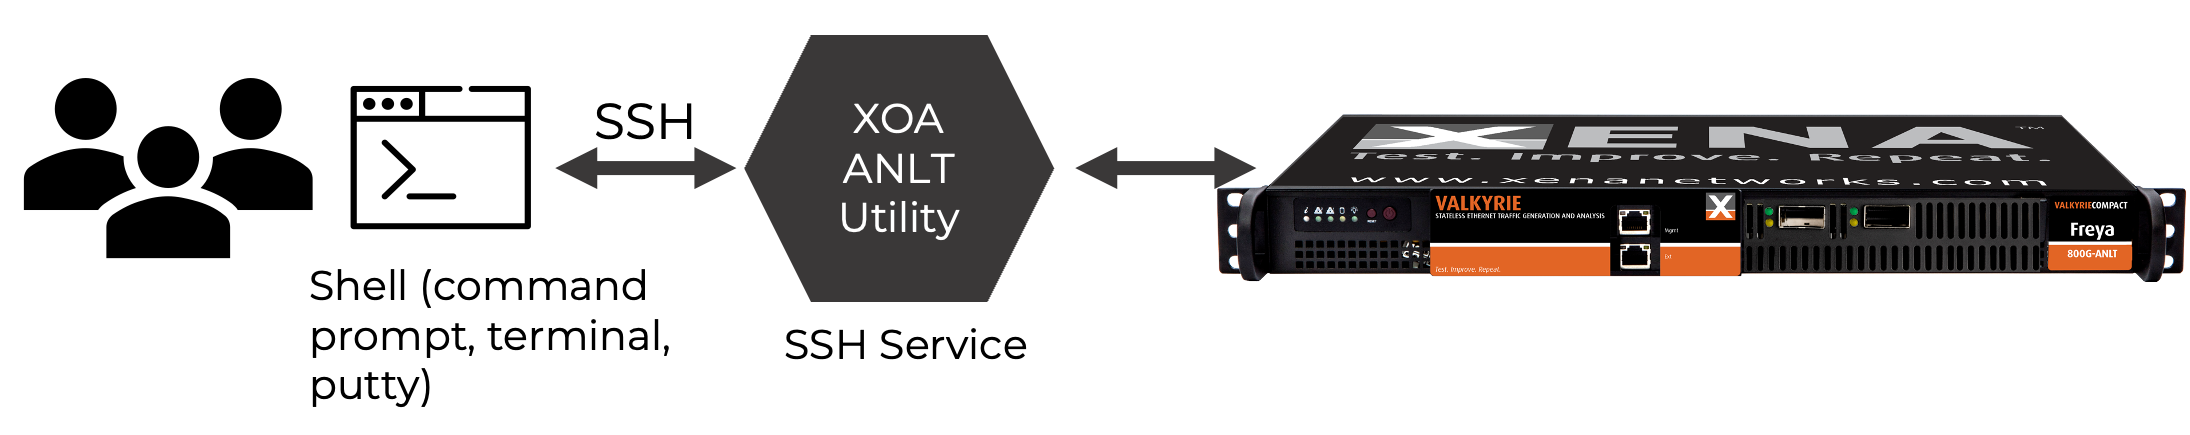 SSH
XOA
ANLT
Utility
Shell (command
prompt, terminal,
putty)
SSH Service
XENA™
Test. Improve. Repeat.
www.xenanetworks.com
VALKYRIE
STATELESS ETHERNET TRAFFIC GENERATION AND ANALYSIS
X
Mgmt
Ext
Test. Improve. Repeat.
RESET
VALKYRIECOMPACT
Freya
800G-ANLT